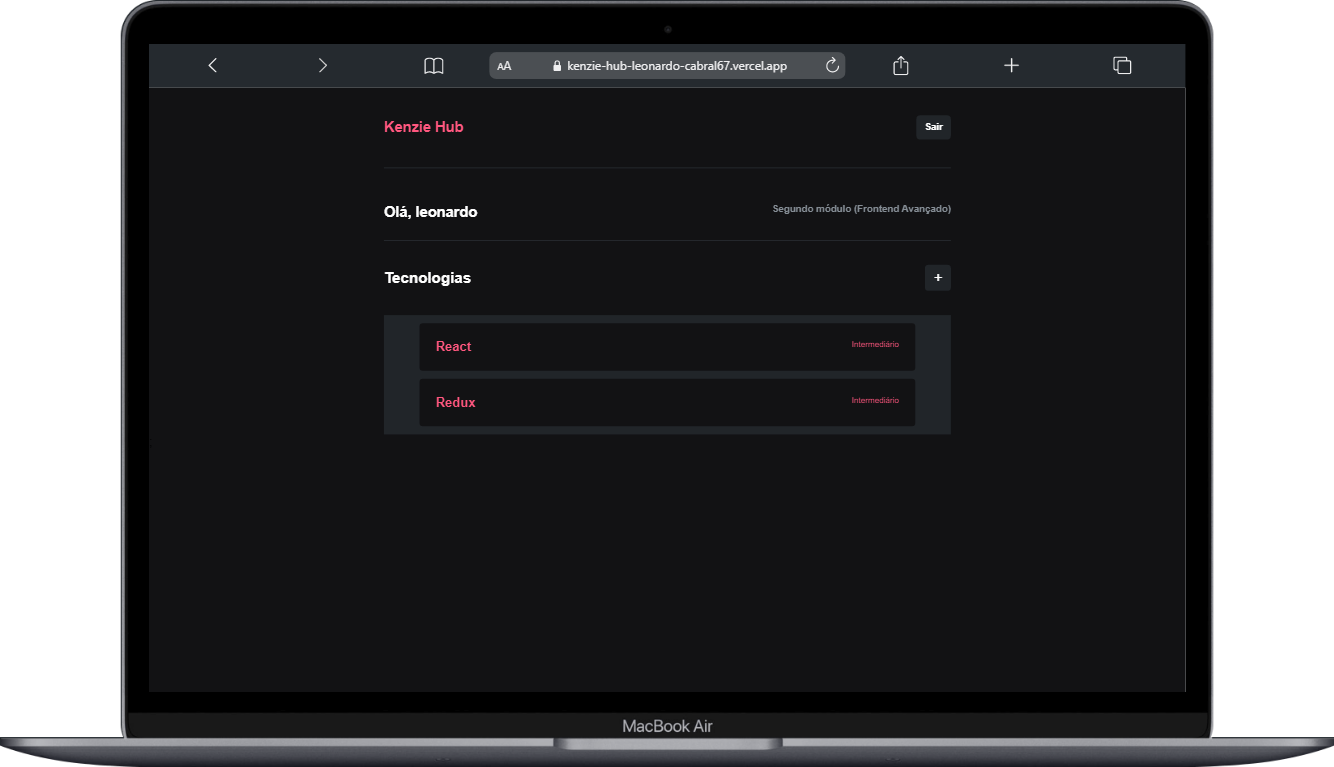 AA kenzie-hub-leonardo-cabral67.vercel.app
Kenzie Hub
Sair
Olá, leonardo
Segundo módulo (Frontend Avançado)
Tecnologias
+
React
Intermediário
Redux
Intermediário
MacBook Air